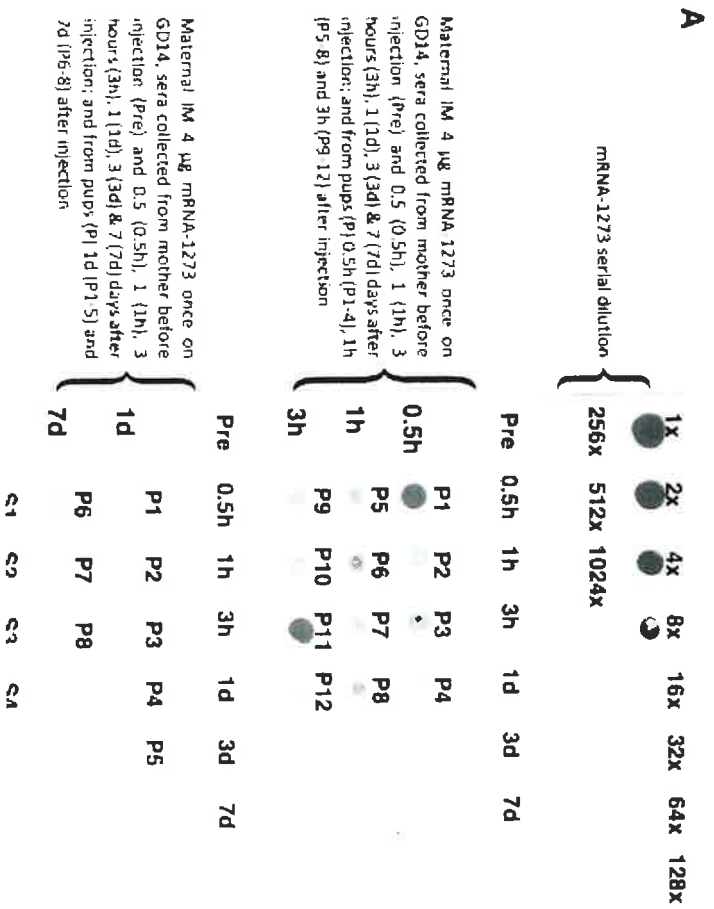 A
mRNA-1273 serial dilution
1x 2x 4x 8x 16x 32x 64x 128x
256x 512x 1024x
Maternal IM 4 µg mRNA 1273 once on
GD14, sera collected from mother before
injection (Pre) and 0.5 (0.5h), 1 (1h), 3
hours (3h), 1 (1d), 3 (3d) & 7 (7d) days after
injection; and from pups (P) 0.5h (P1-4), 1h
(P5-8) and 3h (P9-12) after injection
Pre 0.5h 1h 3h 1d 3d 7d
0.5h P1 P2 P3 P4
1h P5 P6 P7 P8
3h P9 P10 P11 P12
Maternal IM 4 µg mRNA-1273 once on
GD14, sera collected from mother before
injection (Pre) and 0.5 (0.5h), 1 (1h), 3
hours (3h), 1 (1d), 3 (3d) & 7 (7d) days after
injection; and from pups (P) 1d (P1-5) and
7d (P6-8) after injection
Pre 0.5h 1h 3h 1d 3d 7d
1d P1 P2 P3 P4 P5
7d P6 P7 P8
S1 S2 S3 S4